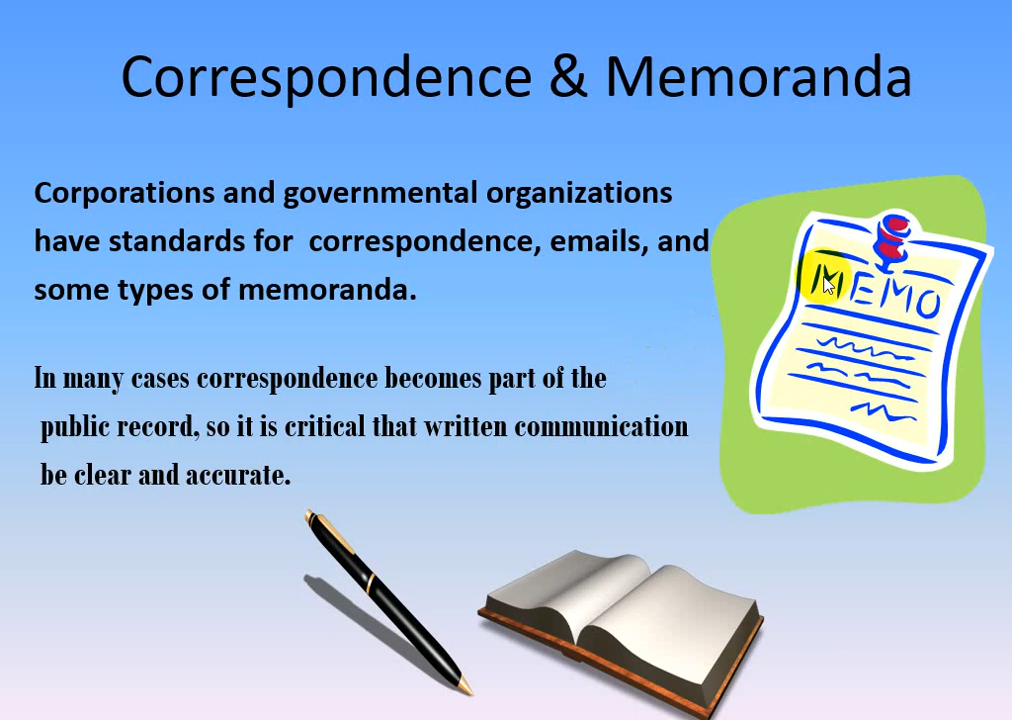 Correspondence & Memoranda
Corporations and governmental organizations
have standards for correspondence, emails, and
some types of memoranda.
MEMO
In many cases correspondence becomes part of the
public record, so it is critical that written communication
be clear and accurate.